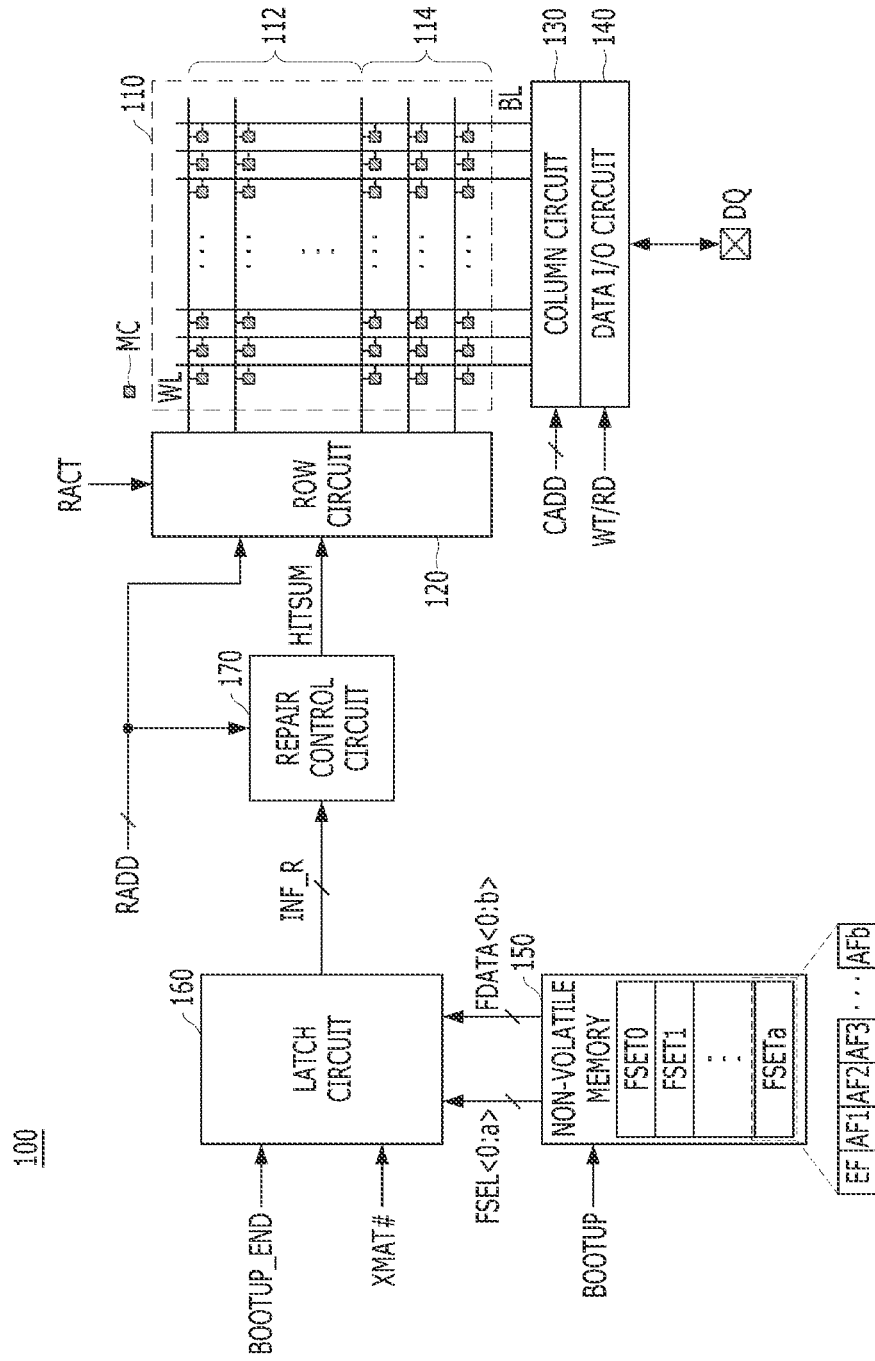 100
BOOTUP_END
XMAT#
160
LATCH
CIRCUIT
FSEL<0:a>
FDATA<0:b>
BOOTUP
150
NON-VOLATILE
MEMORY
FSET0
FSET1
...
FSETa
EF AF1 AF2 AF3 ... AFb
RADD
INF_R
170
REPAIR
CONTROL
CIRCUIT
HITSUM
RACT
120
ROW
CIRCUIT
MC
110
WL
BL
112
114
CADD
WT/RD
130
COLUMN CIRCUIT
140
DATA I/O CIRCUIT
DQ